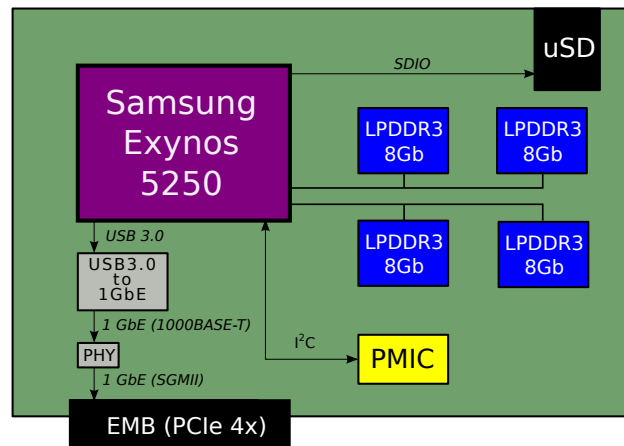 uSD
SDIO
Samsung
Exynos
5250
LPDDR3
8Gb
LPDDR3
8Gb
LPDDR3
8Gb
LPDDR3
8Gb
USB 3.0
USB3.0
to
1GbE
1 GbE (1000BASE-T)
I²C
PMIC
PHY
1 GbE (SGMII)
EMB (PCIe 4x)